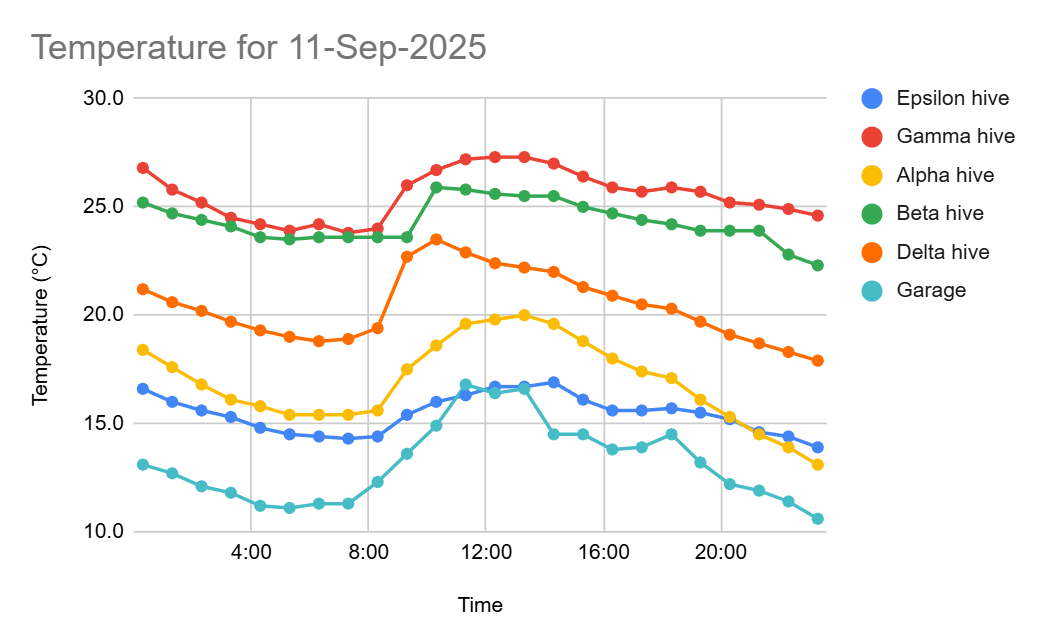 Temperature for 11-Sep-2025
30.0
25.0
20.0
15.0
10.0
Temperature (°C)
4:00
8:00
12:00
16:00
20:00
Time
Epsilon hive
Gamma hive
Alpha hive
Beta hive
Delta hive
Garage